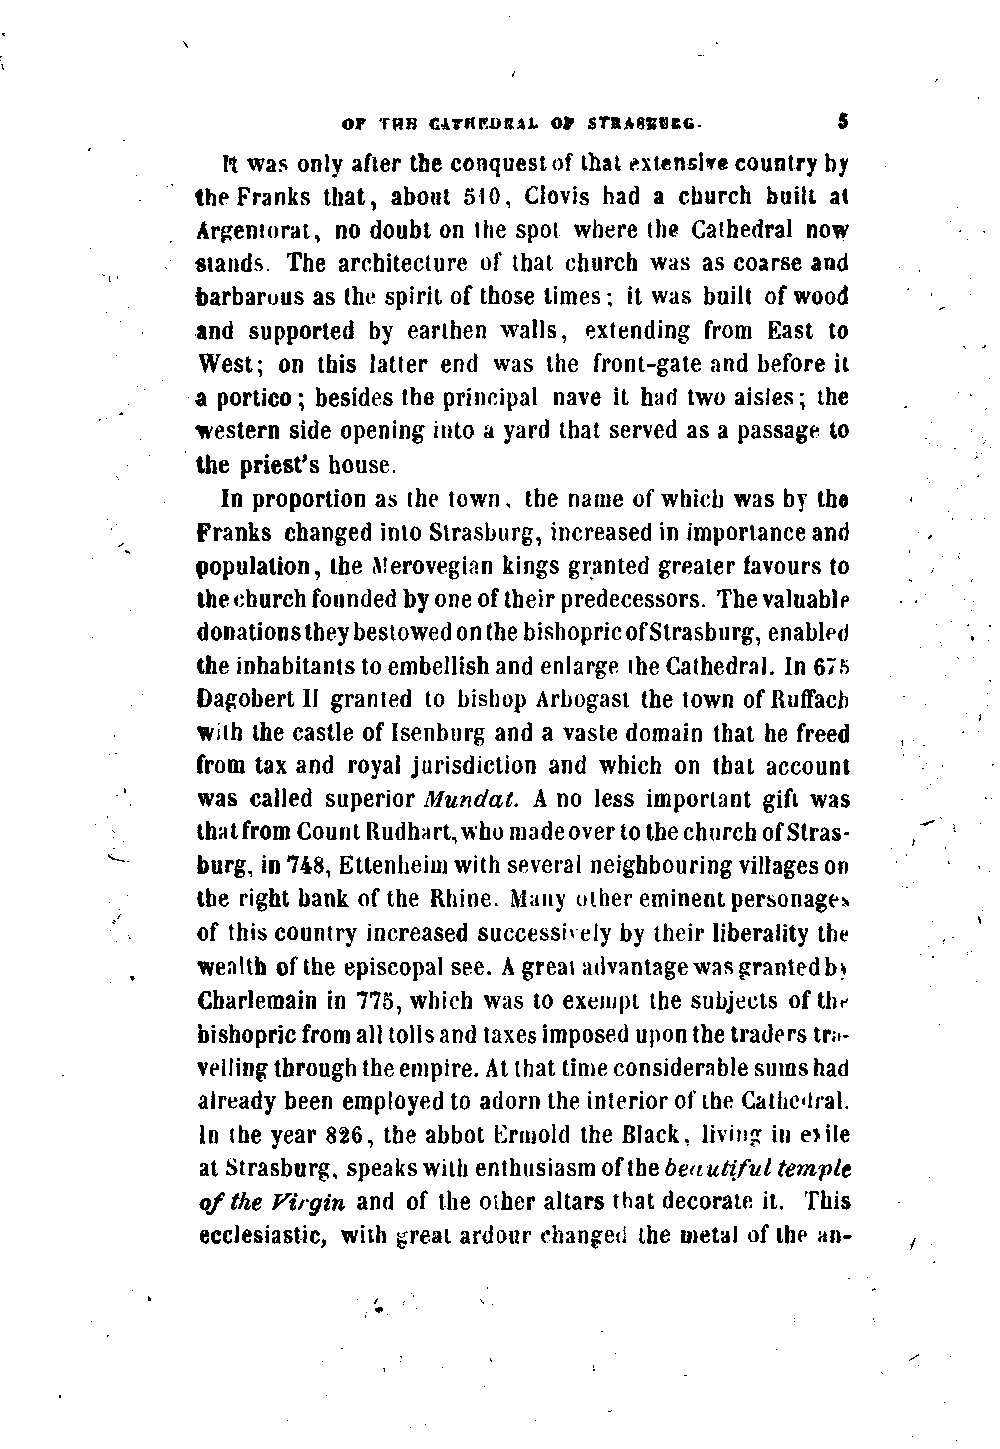 OF THE CATHEDRAL OF STRASBURG. 5
It was only after the conquest of that extensive country by
the Franks that, about 510, Clovis had a church built at
Argentorat, no doubt on the spot where the Cathedral now
stands. The architecture of that church was as coarse and
barbarous as the spirit of those times; it was built of wood
and supported by earthen walls, extending from East to
West; on this latter end was the front-gate and before it
a portico; besides the principal nave it had two aisles; the
western side opening into a yard that served as a passage to
the priest's house.
In proportion as the town, the name of which was by the
Franks changed into Strasburg, increased in importance and
population, the Merovegian kings granted greater favours to
the church founded by one of their predecessors. The valuable
donations they bestowed on the bishopric of Strasburg, enabled
the inhabitants to embellish and enlarge the Cathedral. In 675
Dagobert II granted to bishop Arbogast the town of Ruffach
with the castle of Isenburg and a vaste domain that he freed
from tax and royal jurisdiction and which on that account
was called superior Mundat. A no less important gift was
that from Count Rudhart, who made over to the church of Stras-
burg, in 748, Ettenheim with several neighbouring villages on
the right bank of the Rhine. Many other eminent personages
of this country increased successively by their liberality the
wealth of the episcopal see. A great advantage was granted by
Charlemain in 775, which was to exempt the subjects of the
bishopric from all tolls and taxes imposed upon the traders tra-
velling through the empire. At that time considerable sums had
already been employed to adorn the interior of the Cathedral.
In the year 826, the abbot Ermold the Black, living in exile
at Strasburg, speaks with enthusiasm of the beautiful temple
of the Virgin and of the other altars that decorate it. This
ecclesiastic, with great ardour changed the metal of the an-